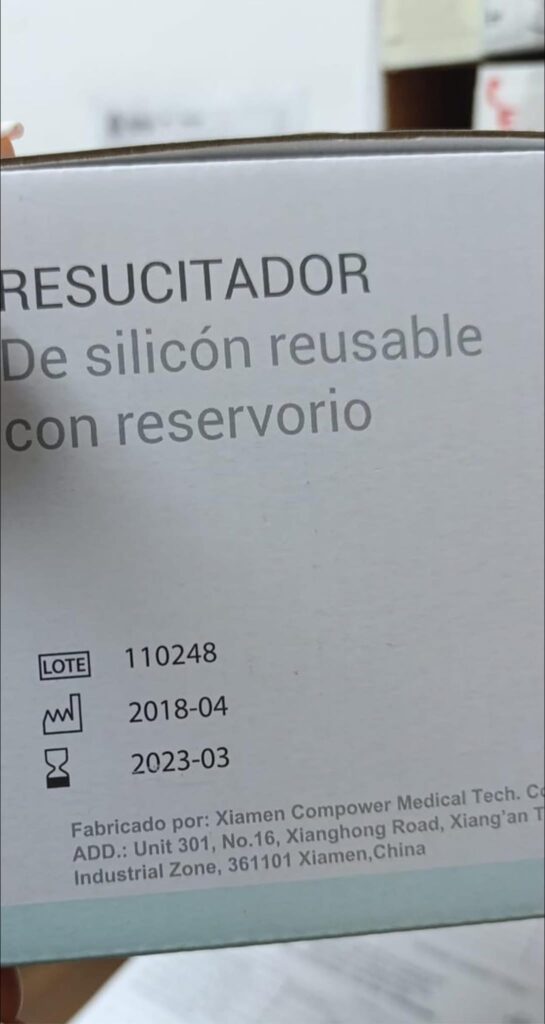 RESUCITADOR
De silicón reusable
con reservorio
LOTE 110248
2018-04
2023-03
Fabricado por: Xiamen Compower Medical Tech. Co
ADD.: Unit 301, No.16, Xianghong Road, Xiang'an T
Industrial Zone, 361101 Xiamen,China